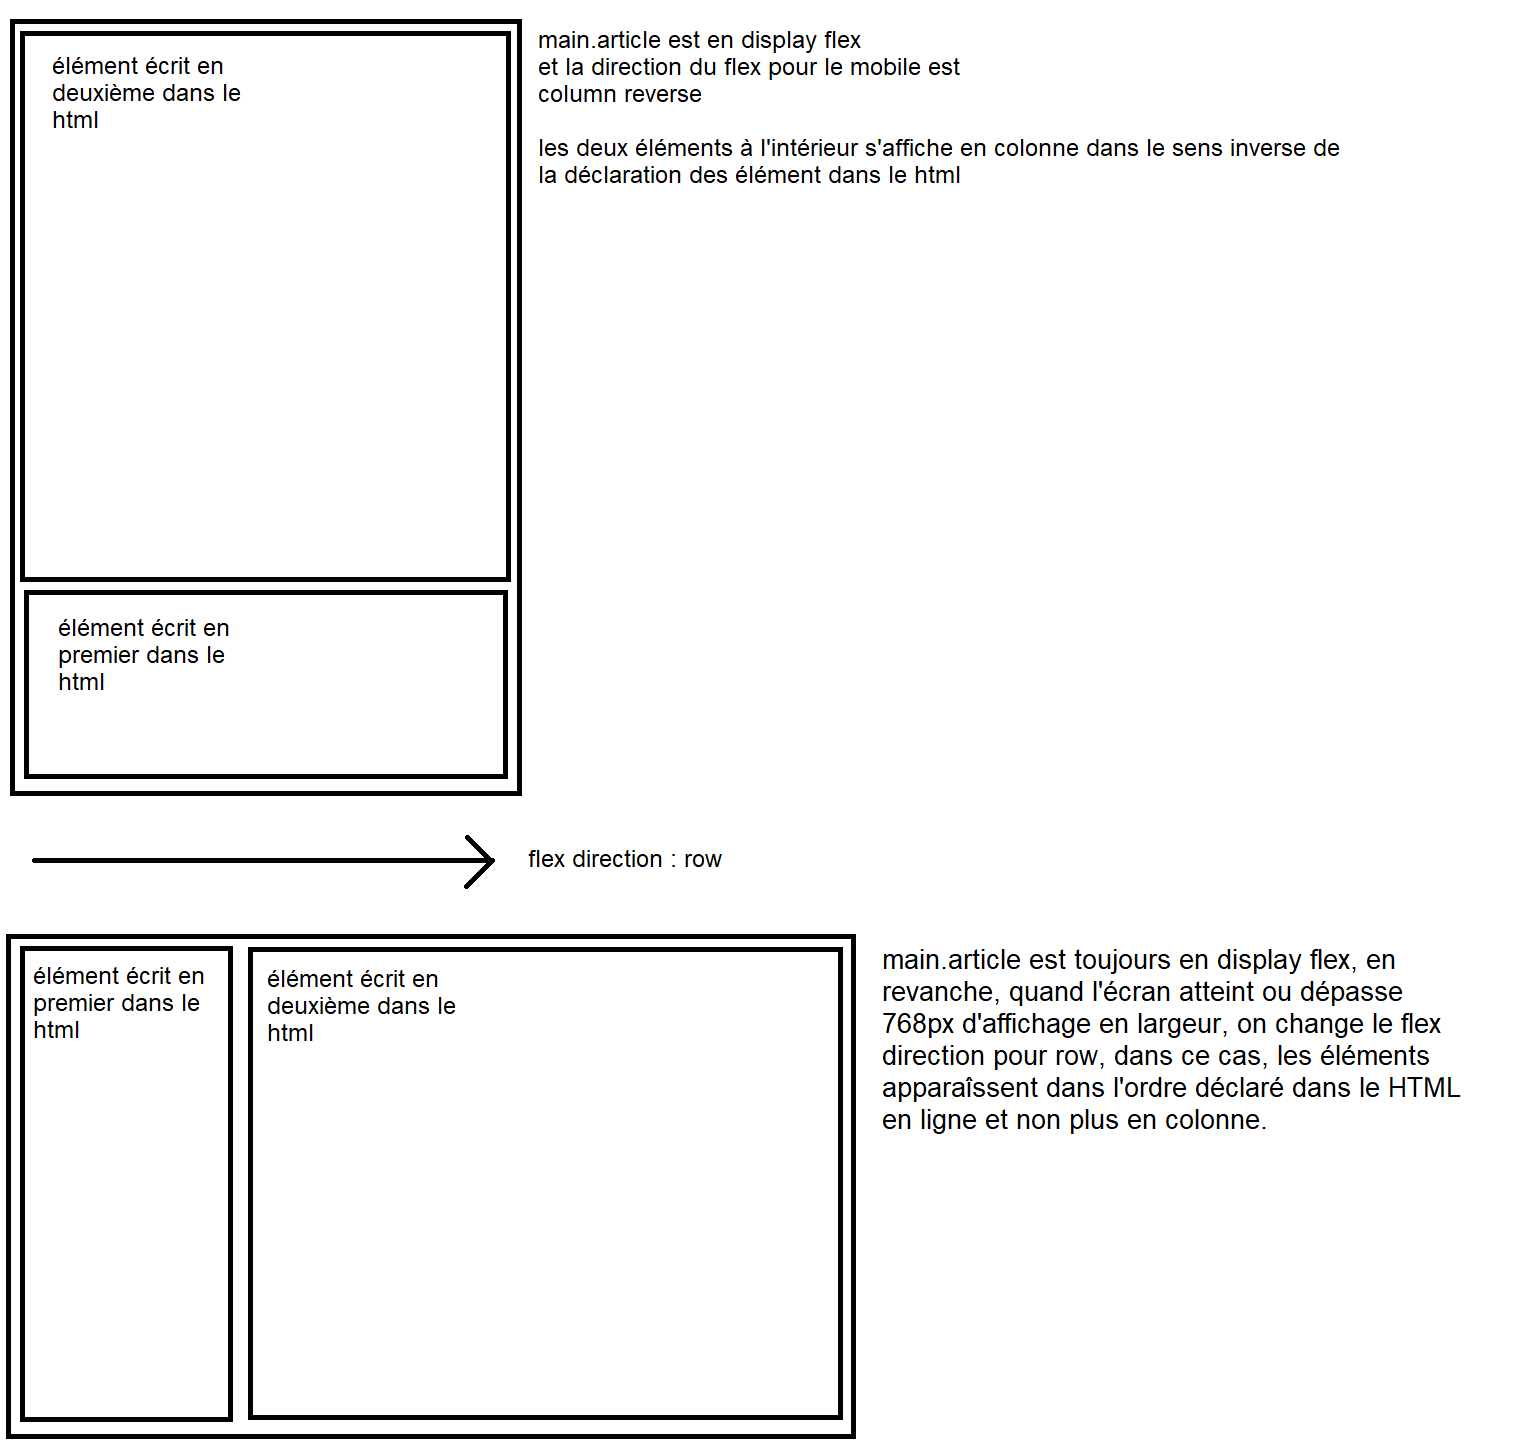 élément écrit en
deuxième dans le
html
main.article est en display flex
et la direction du flex pour le mobile est
column reverse
les deux éléments à l'intérieur s'affiche en colonne dans le sens inverse de
la déclaration des élément dans le html
élément écrit en
premier dans le
html
flex direction : row
élément écrit en
premier dans le
html
élément écrit en
deuxième dans le
html
main.article est toujours en display flex, en
revanche, quand l'écran atteint ou dépasse
768px d'affichage en largeur, on change le flex
direction pour row, dans ce cas, les éléments
apparaîssent dans l'ordre déclaré dans le HTML
en ligne et non plus en colonne.